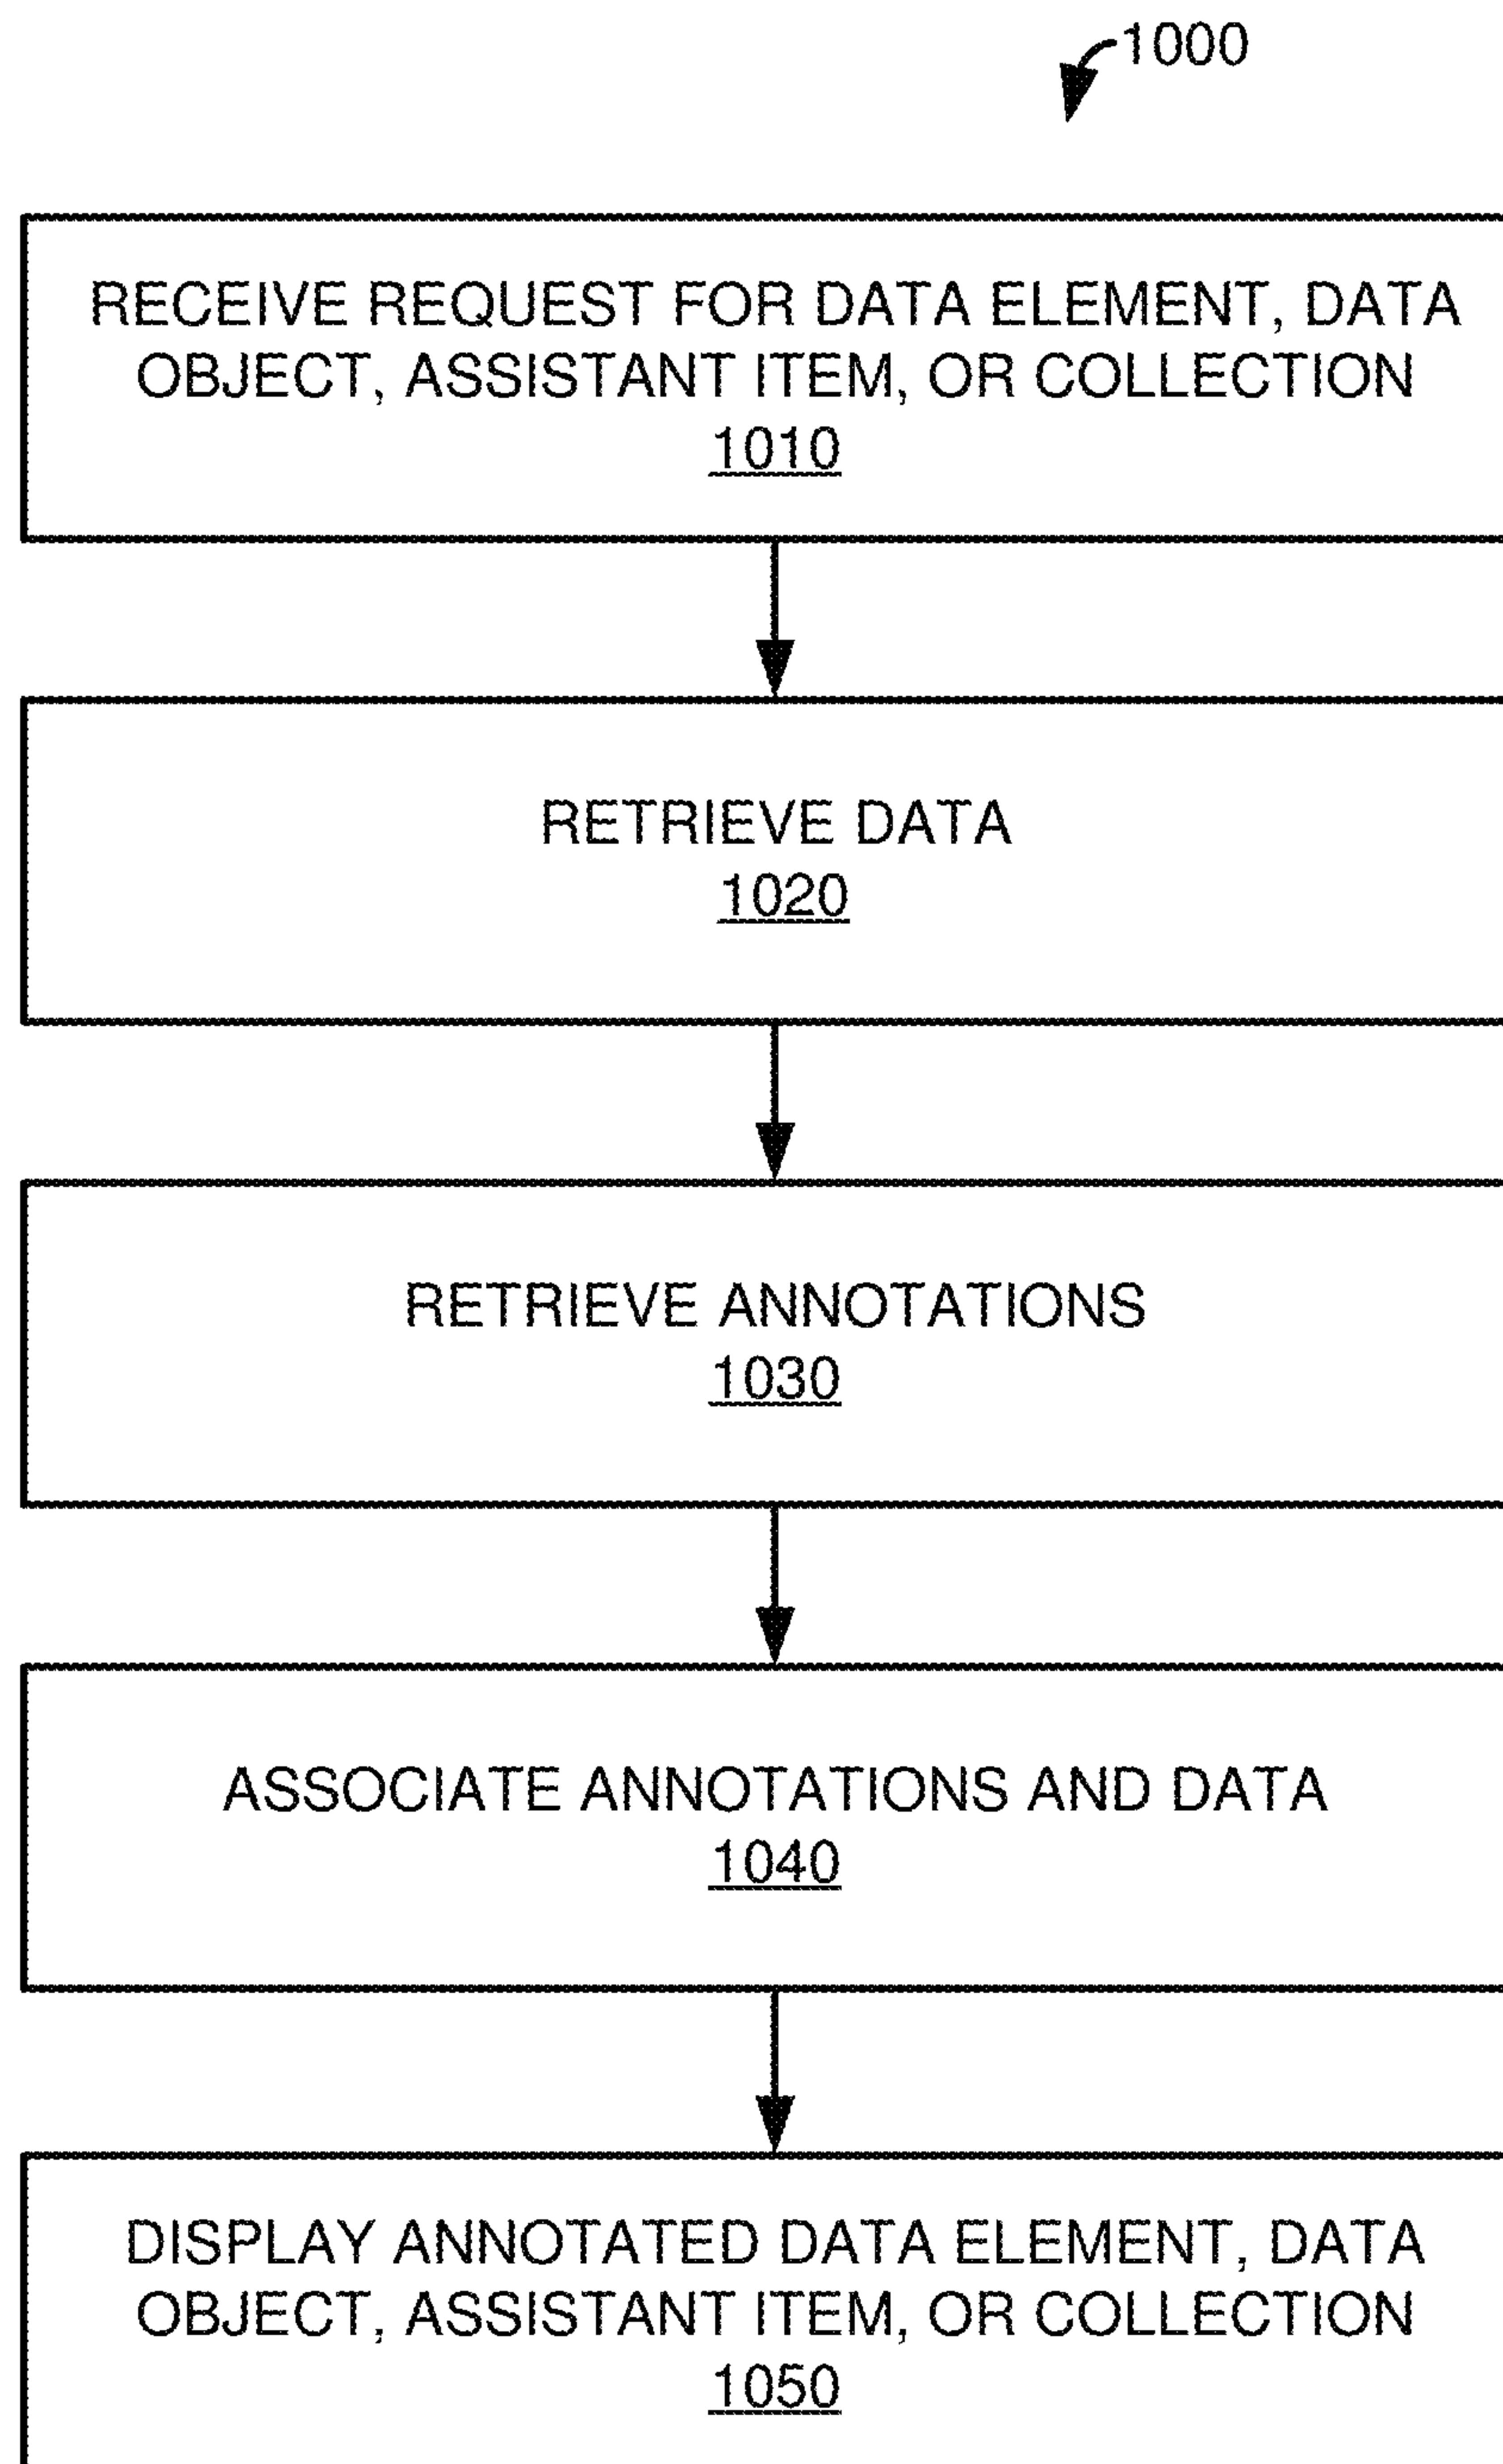 1000
RECEIVE REQUEST FOR DATA ELEMENT, DATA
OBJECT, ASSISTANT ITEM, OR COLLECTION
1010
RETRIEVE DATA
1020
RETRIEVE ANNOTATIONS
1030
ASSOCIATE ANNOTATIONS AND DATA
1040
DISPLAY ANNOTATED DATA ELEMENT, DATA
OBJECT, ASSISTANT ITEM, OR COLLECTION
1050